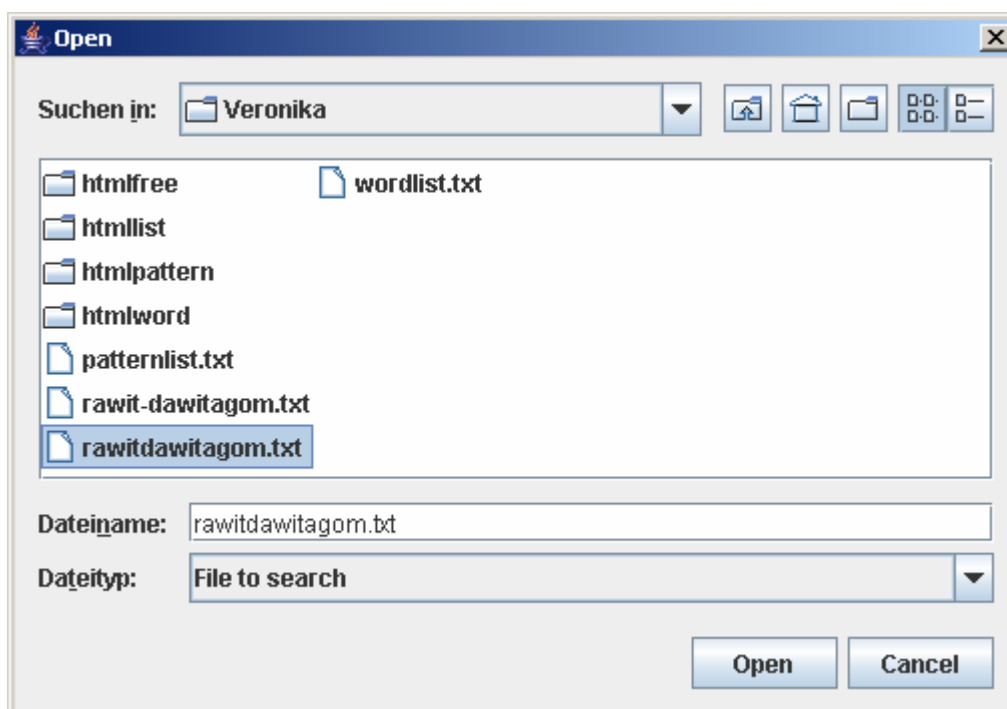 Open
Suchen in: Veronika
htmlfree
htmllist
htmlpattern
htmlword
patternlist.txt
rawit-dawitagom.txt
rawitdawitagom.txt
wordlist.txt
Dateiname: rawitdawitagom.txt
Dateityp: File to search
Open Cancel